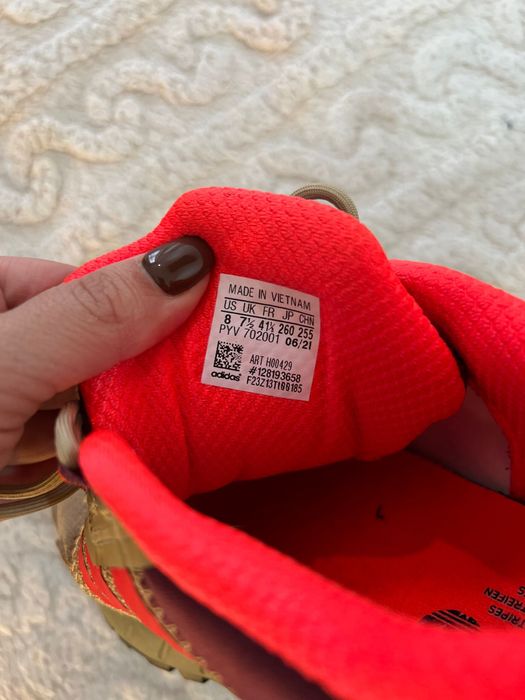 MADE IN VIETNAM
US UK FR JP CHN
8 7½ 41⅓ 260 255
PYV 702001 06/21
ART H00429
#128193658
adidas F23Z13T100185